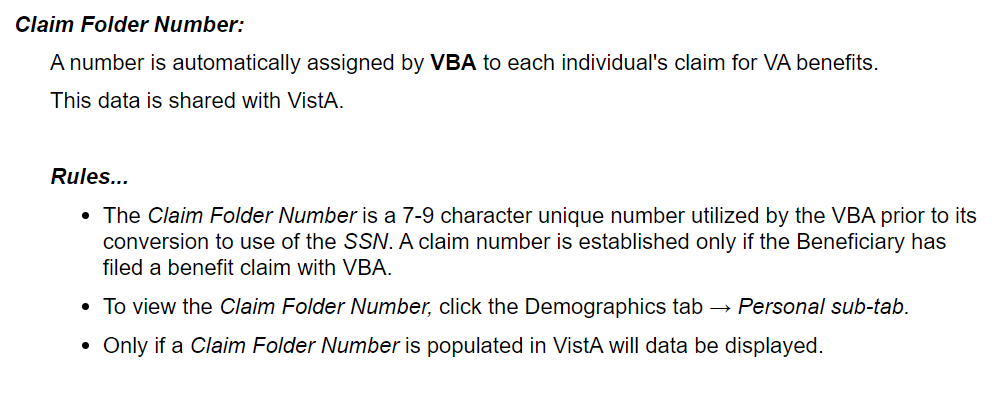 Claim Folder Number:
A number is automatically assigned by VBA to each individual's claim for VA benefits.
This data is shared with VistA.
Rules...
• The Claim Folder Number is a 7-9 character unique number utilized by the VBA prior to its
conversion to use of the SSN. A claim number is established only if the Beneficiary has
filed a benefit claim with VBA.
• To view the Claim Folder Number, click the Demographics tab → Personal sub-tab.
• Only if a Claim Folder Number is populated in VistA will data be displayed.